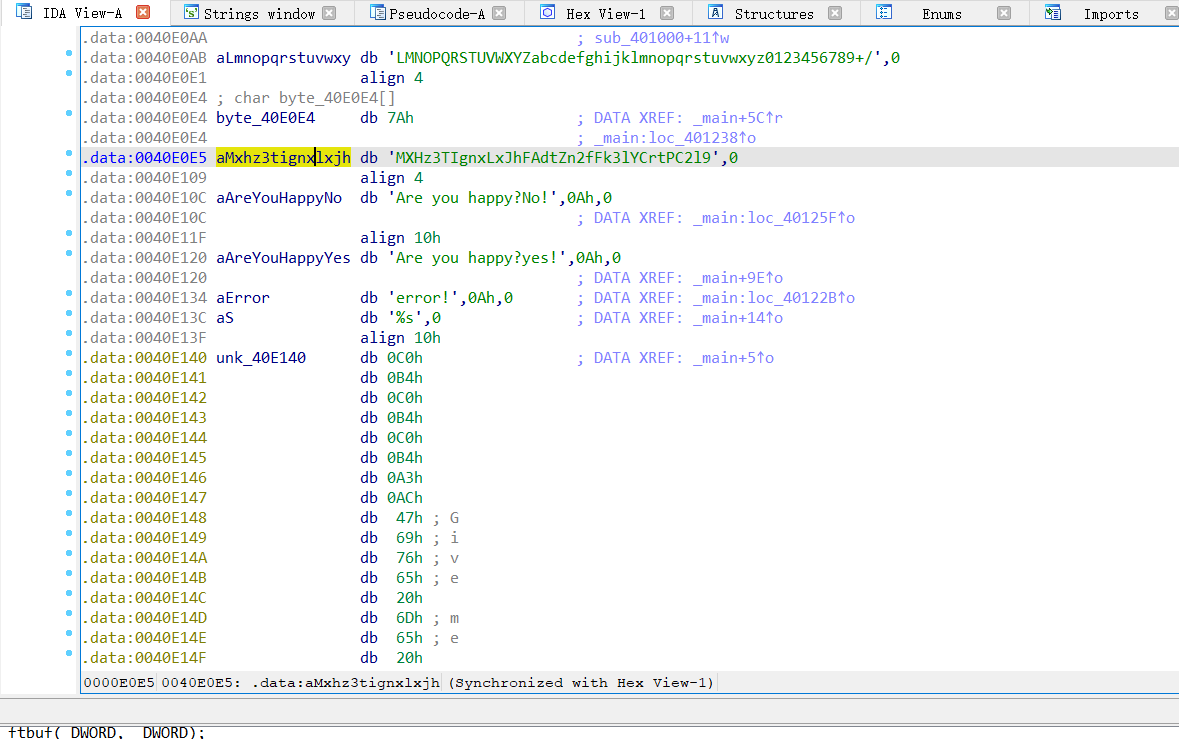 IDA View-A Strings window Pseudocode-A Hex View-1 Structures Enums Imports
.data:0040E0AA ; sub_401000+11↑w
.data:0040E0AB aLmnopqrstuvwxy db 'LMNOPQRSTUVWXYZabcdefghijklmnopqrstuvwxyz0123456789+/',0
.data:0040E0E1 align 4
.data:0040E0E4 ; char byte_40E0E4[]
.data:0040E0E4 byte_40E0E4 db 7Ah ; DATA XREF: _main+5C↑r
.data:0040E0E4 ; _main:loc_401238↑o
.data:0040E0E5 aMxhz3tignxlxjh db 'MXHz3TIgnxLxJhFAdtZn2fFk3lYCrtPC2l9',0
.data:0040E109 align 4
.data:0040E10C aAreYouHappyNo db 'Are you happy?No!',0Ah,0
.data:0040E10C ; DATA XREF: _main:loc_40125F↑o
.data:0040E11F align 10h
.data:0040E120 aAreYouHappyYes db 'Are you happy?yes!',0Ah,0
.data:0040E120 ; DATA XREF: _main+9E↑o
.data:0040E134 aError db 'error!',0Ah,0 ; DATA XREF: _main:loc_40122B↑o
.data:0040E13C aS db '%s',0 ; DATA XREF: _main+14↑o
.data:0040E13F align 10h
.data:0040E140 unk_40E140 db 0C0h ; DATA XREF: _main+5↑o
.data:0040E141 db 0B4h
.data:0040E142 db 0C0h
.data:0040E143 db 0B4h
.data:0040E144 db 0C0h
.data:0040E145 db 0B4h
.data:0040E146 db 0A3h
.data:0040E147 db 0ACh
.data:0040E148 db 47h ; G
.data:0040E149 db 69h ; i
.data:0040E14A db 76h ; v
.data:0040E14B db 65h ; e
.data:0040E14C db 20h
.data:0040E14D db 6Dh ; m
.data:0040E14E db 65h ; e
.data:0040E14F db 20h
0000E0E5 0040E0E5: .data:aMxhz3tignxlxjh (Synchronized with Hex View-1)
ftbuf(_DWORD, _DWORD);